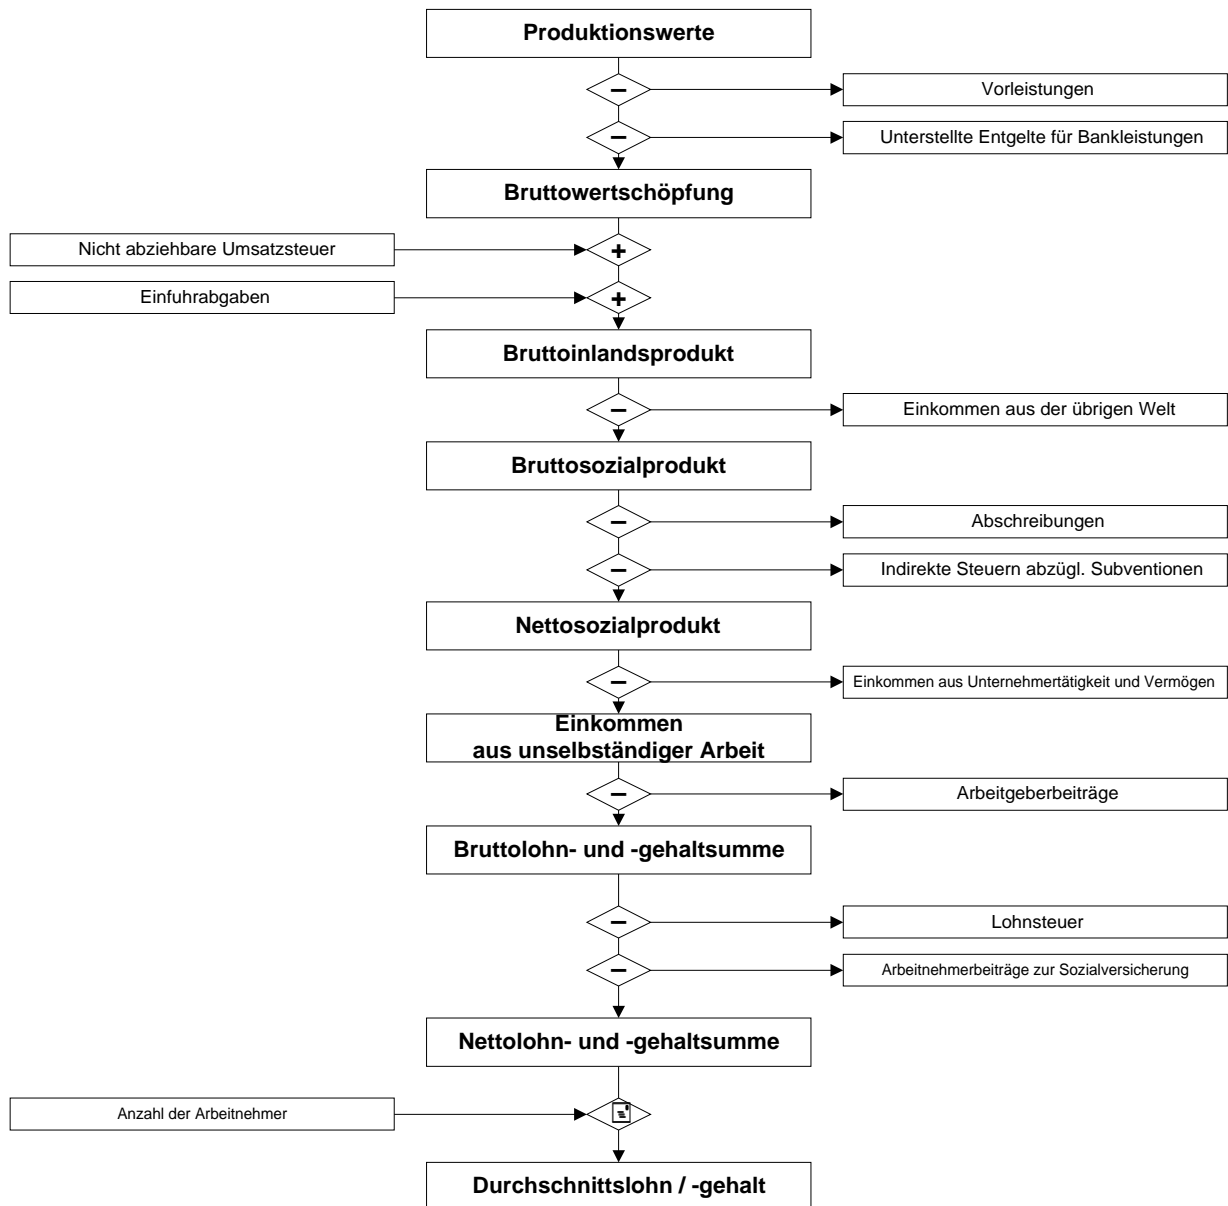 Produktionswerte
−
Vorleistungen
−
Unterstellte Entgelte für Bankleistungen
Bruttowertschöpfung
Nicht abziehbare Umsatzsteuer
+
Einfuhrabgaben
+
Bruttoinlandsprodukt
−
Einkommen aus der übrigen Welt
Bruttosozialprodukt
−
Abschreibungen
−
Indirekte Steuern abzügl. Subventionen
Nettosozialprodukt
−
Einkommen aus Unternehmertätigkeit und Vermögen
Einkommen
aus unselbständiger Arbeit
−
Arbeitgeberbeiträge
Bruttolohn- und -gehaltsumme
−
Lohnsteuer
−
Arbeitnehmerbeiträge zur Sozialversicherung
Nettolohn- und -gehaltsumme
Anzahl der Arbeitnehmer
Durchschnittslohn / -gehalt